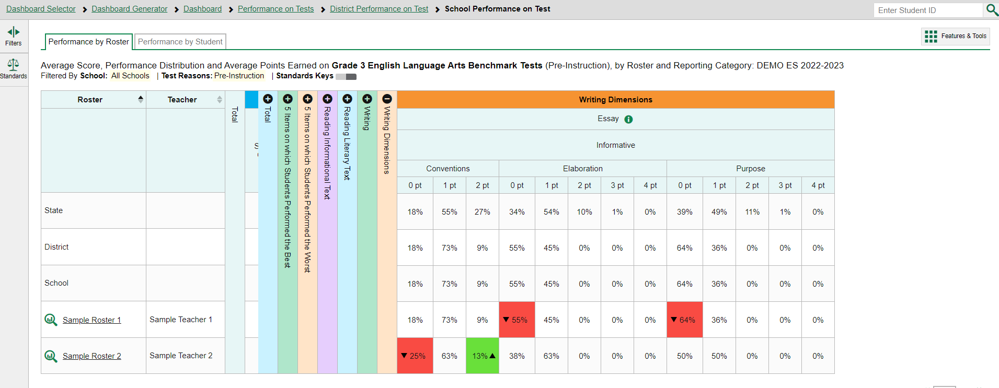 Dashboard Selector > Dashboard Generator > Dashboard > Performance on Tests > District Performance on Test > School Performance on Test
Enter Student ID
Filters
Standards
Performance by Roster Performance by Student
Features & Tools
Average Score, Performance Distribution and Average Points Earned on Grade 3 English Language Arts Benchmark Tests (Pre-Instruction), by Roster and Reporting Category: DEMO ES 2022-2023
Filtered By School: All Schools | Test Reasons: Pre-Instruction | Standards Keys
Roster Teacher
Total
Total
5 Items on which Students Performed the Best
5 Items on which Students Performed the Worst
Reading Informational Text
Reading Literary Text
Writing
Writing Dimensions
Writing Dimensions
Essay
Informative
Conventions Elaboration Purpose
0 pt 1 pt 2 pt 0 pt 1 pt 2 pt 3 pt 4 pt 0 pt 1 pt 2 pt 3 pt 4 pt
State 18% 55% 27% 34% 54% 10% 1% 0% 39% 49% 11% 1% 0%
District 18% 73% 9% 55% 45% 0% 0% 0% 64% 36% 0% 0% 0%
School 18% 73% 9% 55% 45% 0% 0% 0% 64% 36% 0% 0% 0%
Sample Roster 1 Sample Teacher 1 18% 73% 9% ▼ 55% 45% 0% 0% 0% ▼ 64% 36% 0% 0% 0%
Sample Roster 2 Sample Teacher 2 ▼ 25% 63% 13% ▲ 38% 63% 0% 0% 0% 50% 50% 0% 0% 0%